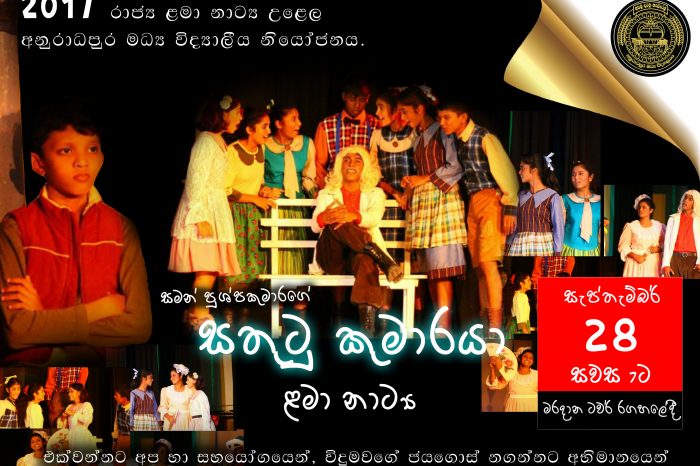 2017 රාජ්‍ය ළමා නාට්‍ය උළෙල
අනුරාධපුර මධ්‍ය විද්‍යාලීය නියෝජනය.
සමන් පුශ්පකුමාරගේ
සතුටු කුමාරයා
ළමා නාට්‍ය
සැප්තැම්බර්
28
සවස 7ට
මරදාන ටවර් රඟහලේදී
එක්වන්නට අප හා සහයෝගයෙන්, විදුමවගේ ජයගොස් නගන්නට අභිමානයෙන්